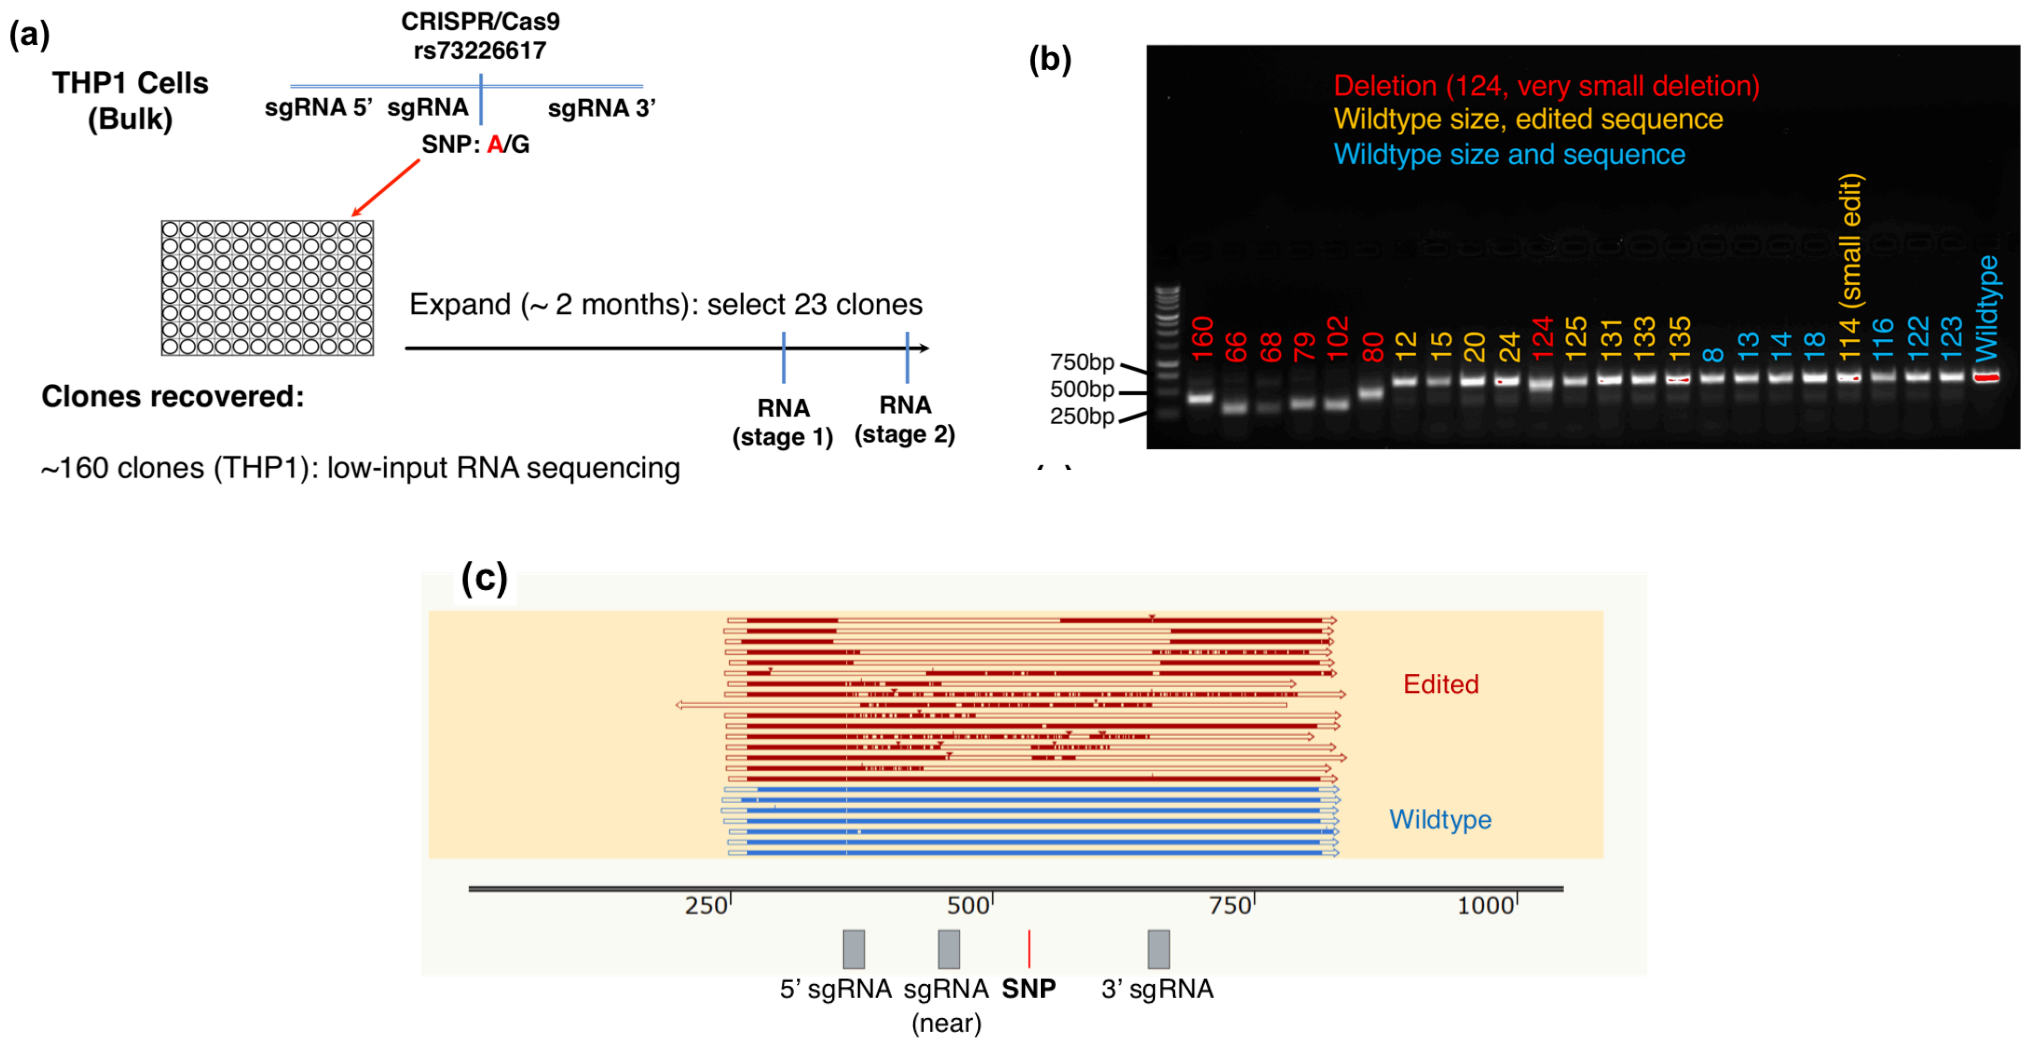 (a)
CRISPR/Cas9
rs73226617
THP1 Cells
(Bulk)
sgRNA 5’ sgRNA sgRNA 3’
SNP: A/G
Expand (~ 2 months): select 23 clones
Clones recovered:
RNA
(stage 1)
RNA
(stage 2)
~160 clones (THP1): low-input RNA sequencing
(b)
Deletion (124, very small deletion)
Wildtype size, edited sequence
Wildtype size and sequence
750bp
500bp
250bp
160
66
68
79
102
80
12
15
20
24
124
125
131
133
135
8
13
14
18
114 (small edit)
116
122
123
Wildtype
(c)
Edited
Wildtype
250 500 750 1000
5’ sgRNA sgRNA SNP 3’ sgRNA
(near)